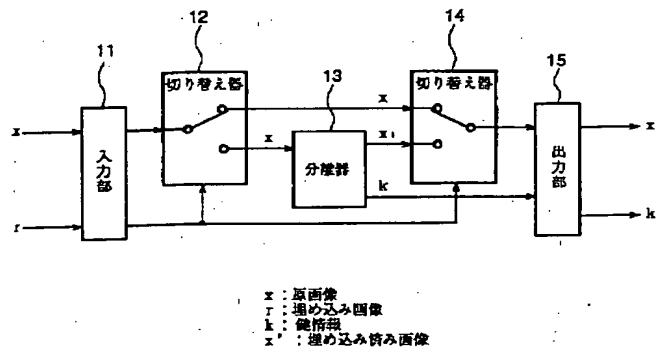 12
14
11
切り替え器
13
切り替え器
15
x
x
x
入力部
x
分離器
x₁
k
出力部
r
k
x : 原画像
r : 埋め込み画像
k : 鍵情報
x' : 埋め込み済み画像